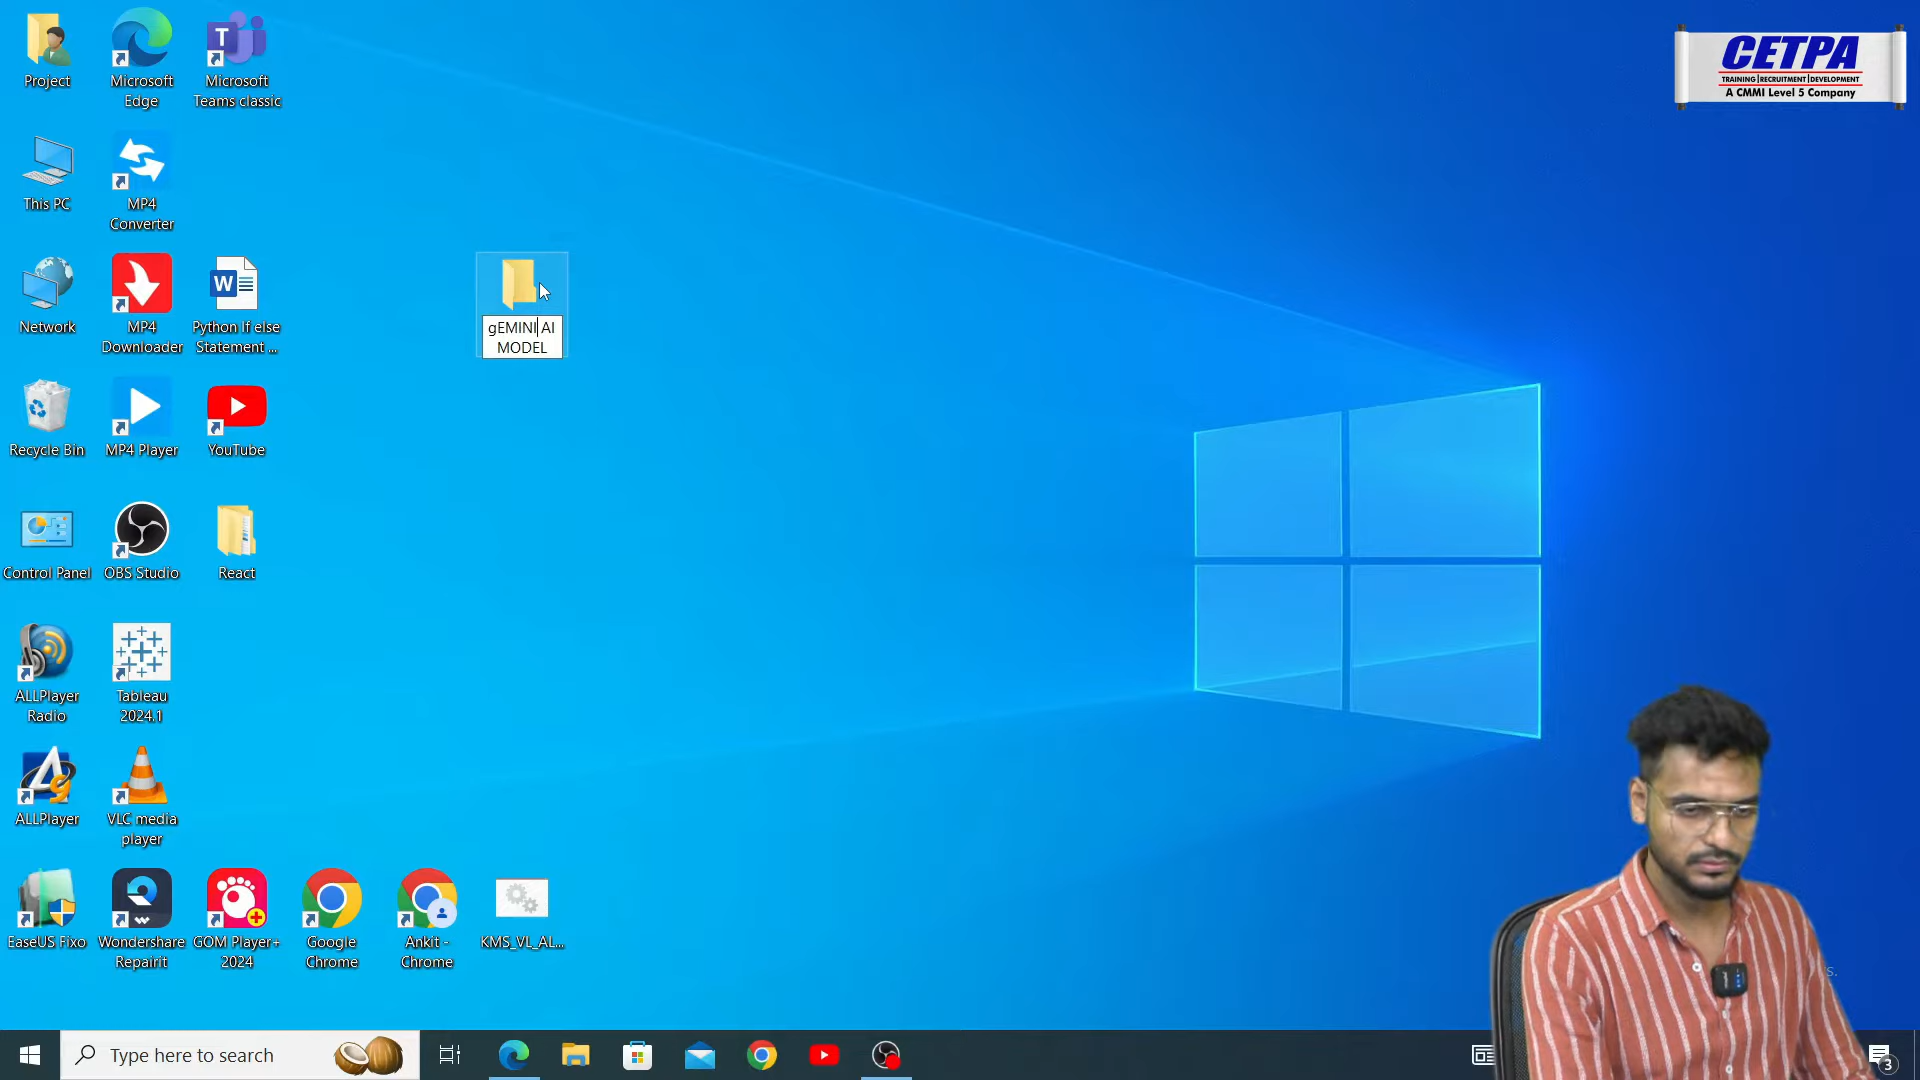 Project
Microsoft
Edge
Microsoft
Teams classic
CETPA
TRAINING|RECRUITMENT|DEVELOPMENT
A CMMI Level 5 Company
This PC
MP4
Converter
Network
MP4
Downloader
Python If else
Statement ...
gEMINI AI
MODEL
Recycle Bin
MP4 Player
YouTube
Control Panel
OBS Studio
React
ALLPlayer
Radio
Tableau
2024.1
ALLPlayer
VLC media
player
EaseUS Fixo
Wondershare
Repairit
GOM Player+
2024
Google
Chrome
Ankit -
Chrome
KMS_VL_AL...
s.
Type here to search
3